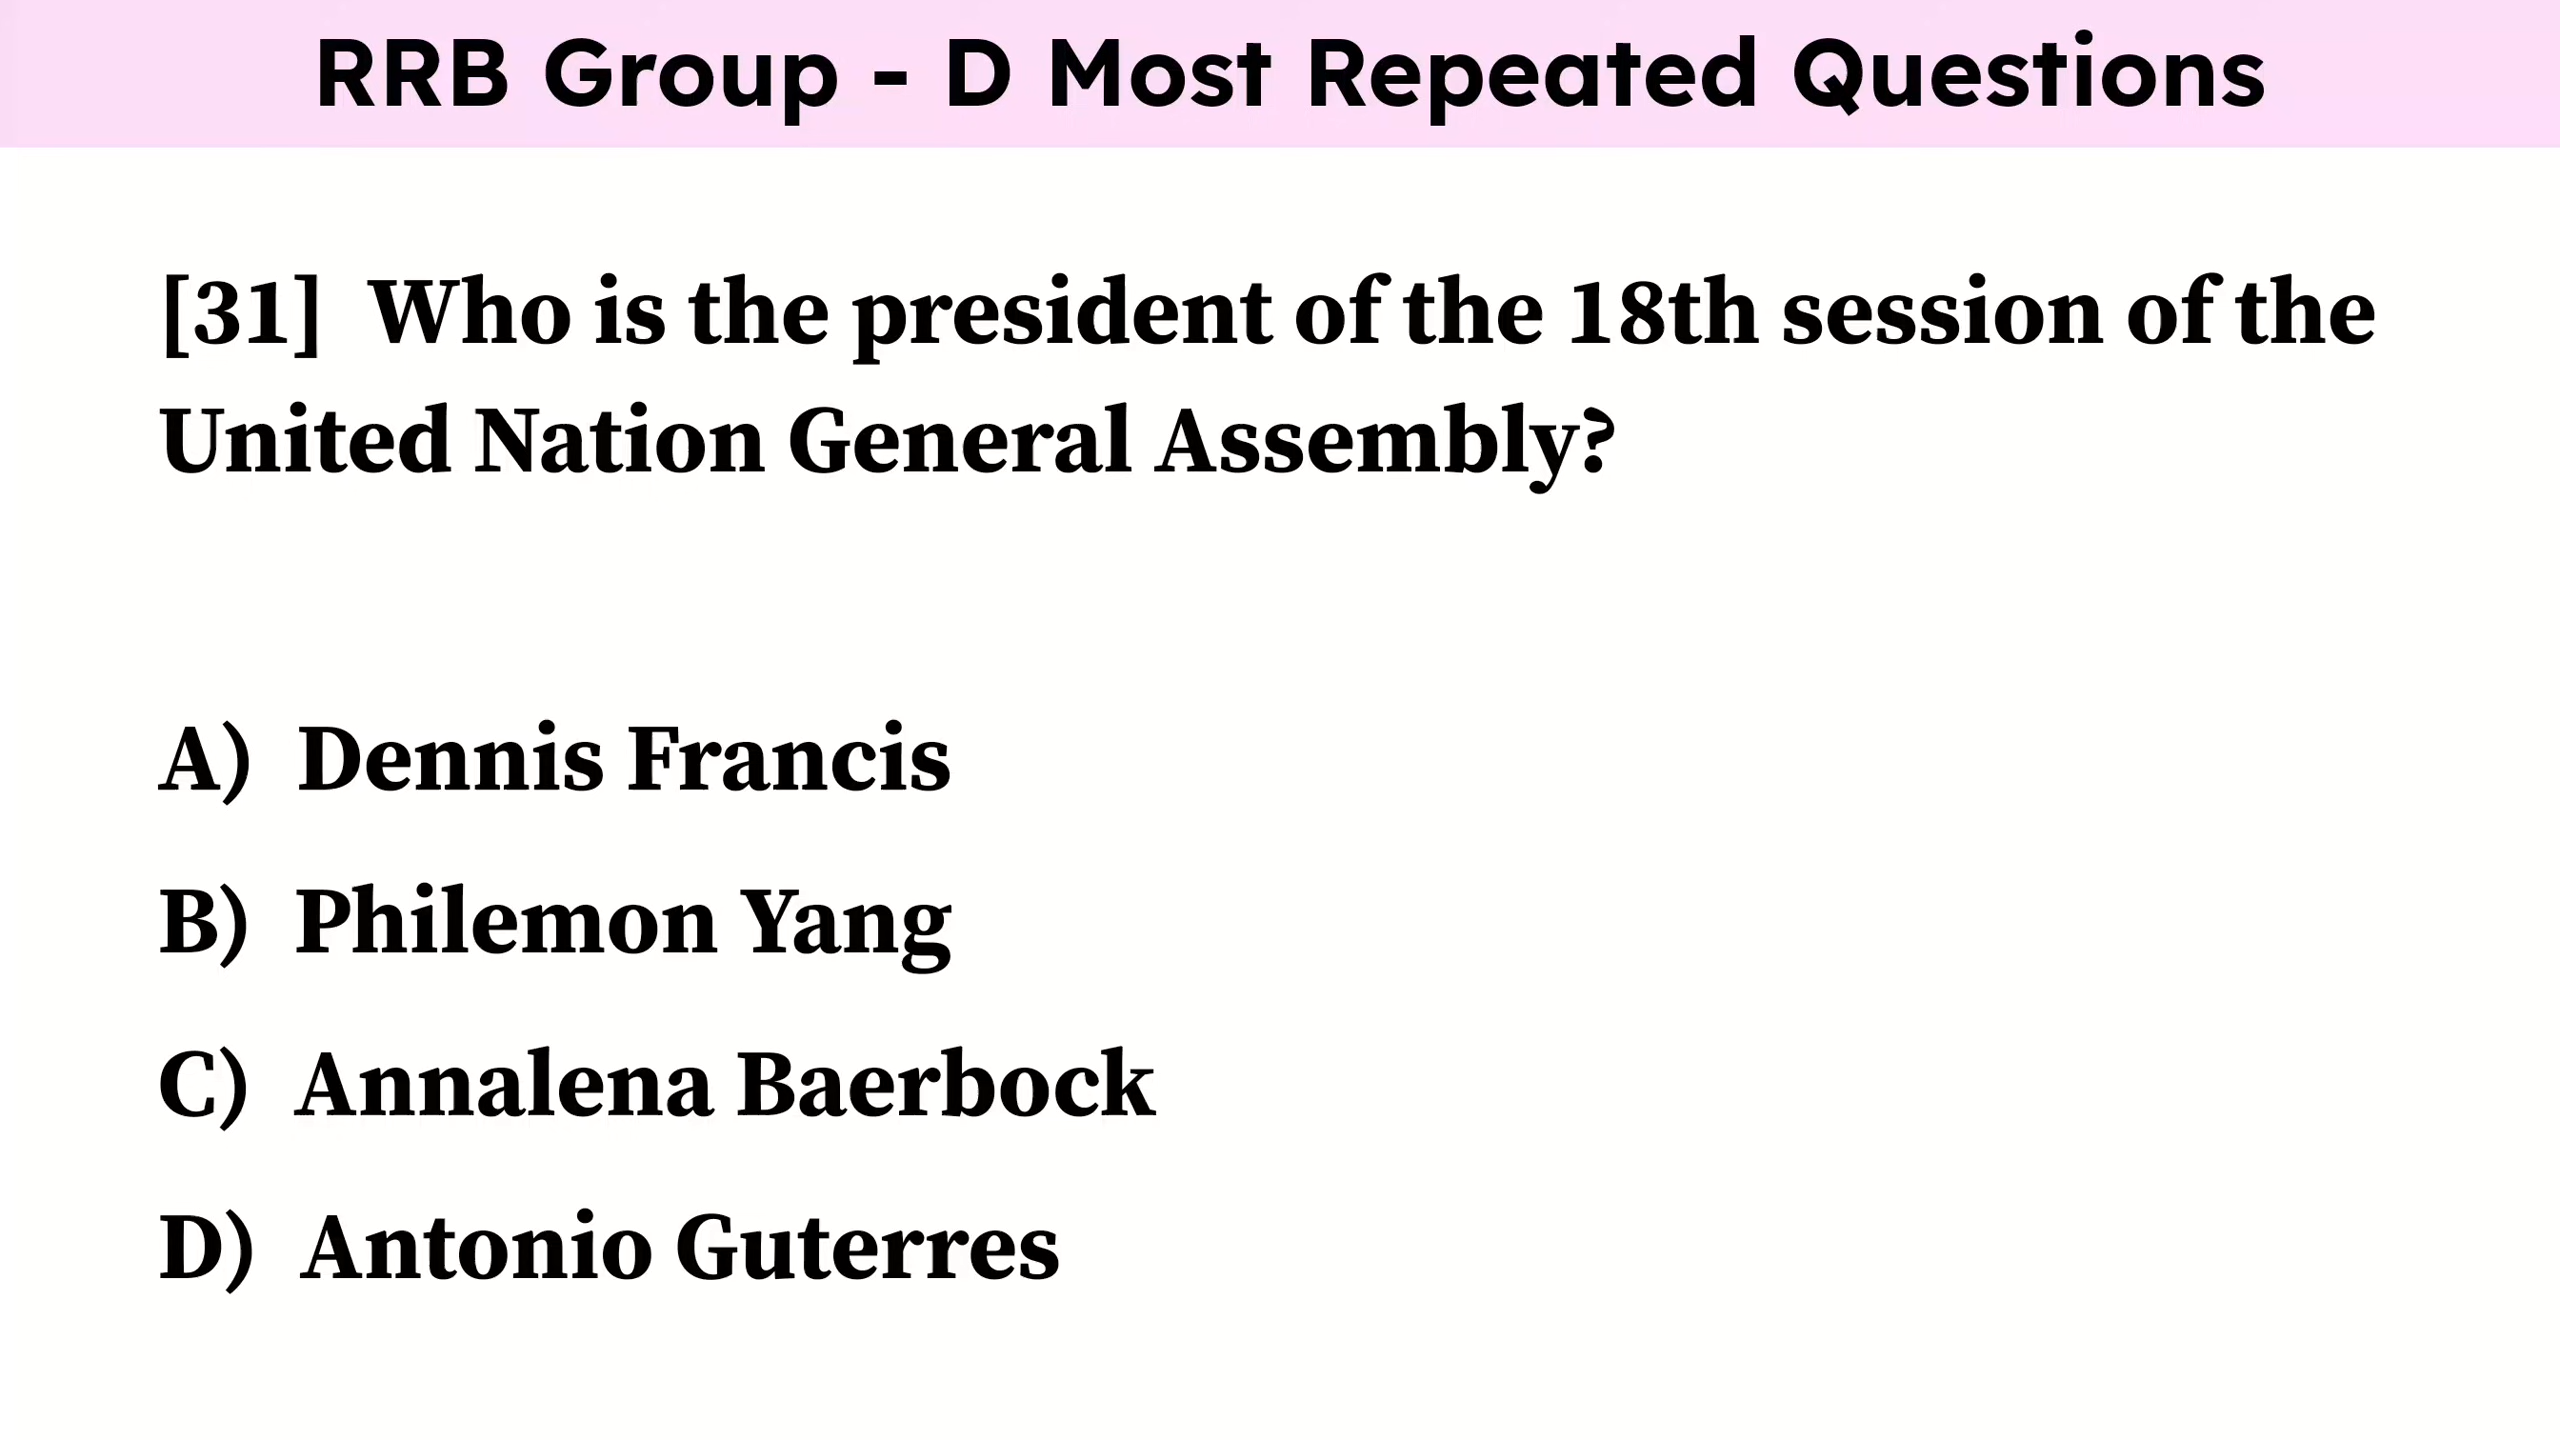 RRB Group - D Most Repeated Questions
[31] Who is the president of the 18th session of the
United Nation General Assembly?
A) Dennis Francis
B) Philemon Yang
C) Annalena Baerbock
D) Antonio Guterres